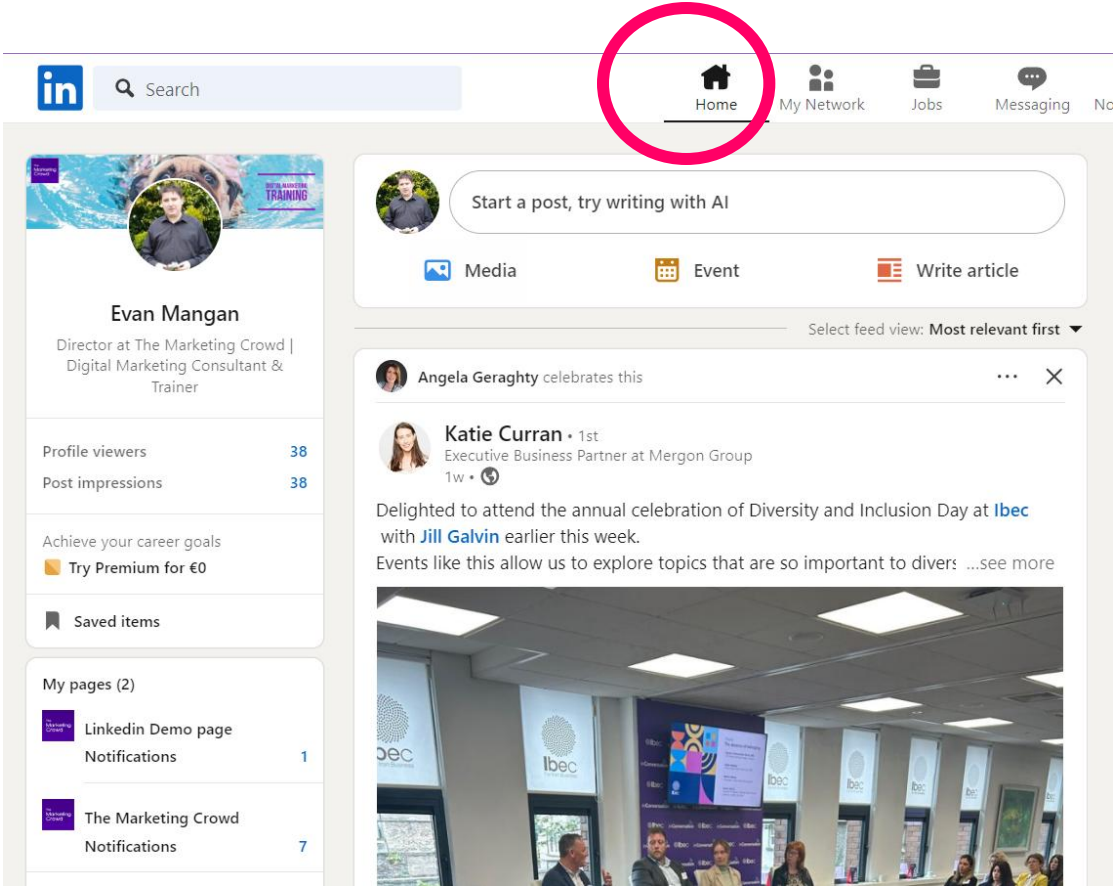 in
Search
Home
My Network
Jobs
Messaging
No
The
Marketing
Crowd
DIGITAL MARKETING
TRAINING
Start a post, try writing with AI
Media
Event
Write article
Evan Mangan
Director at The Marketing Crowd |
Digital Marketing Consultant &
Trainer
Select feed view: Most relevant first
Angela Geraghty celebrates this
Katie Curran • 1st
Executive Business Partner at Mergon Group
1w •
Profile viewers 38
Post impressions 38
Delighted to attend the annual celebration of Diversity and Inclusion Day at Ibec
with Jill Galvin earlier this week.
Events like this allow us to explore topics that are so important to divers ...see more
Achieve your career goals
Try Premium for €0
Saved items
My pages (2)
The
Marketing
Crowd
Linkedin Demo page
Notifications 1
The
Marketing
Crowd
The Marketing Crowd
Notifications 7
Ibec
Ibec
Ibec
Ibec